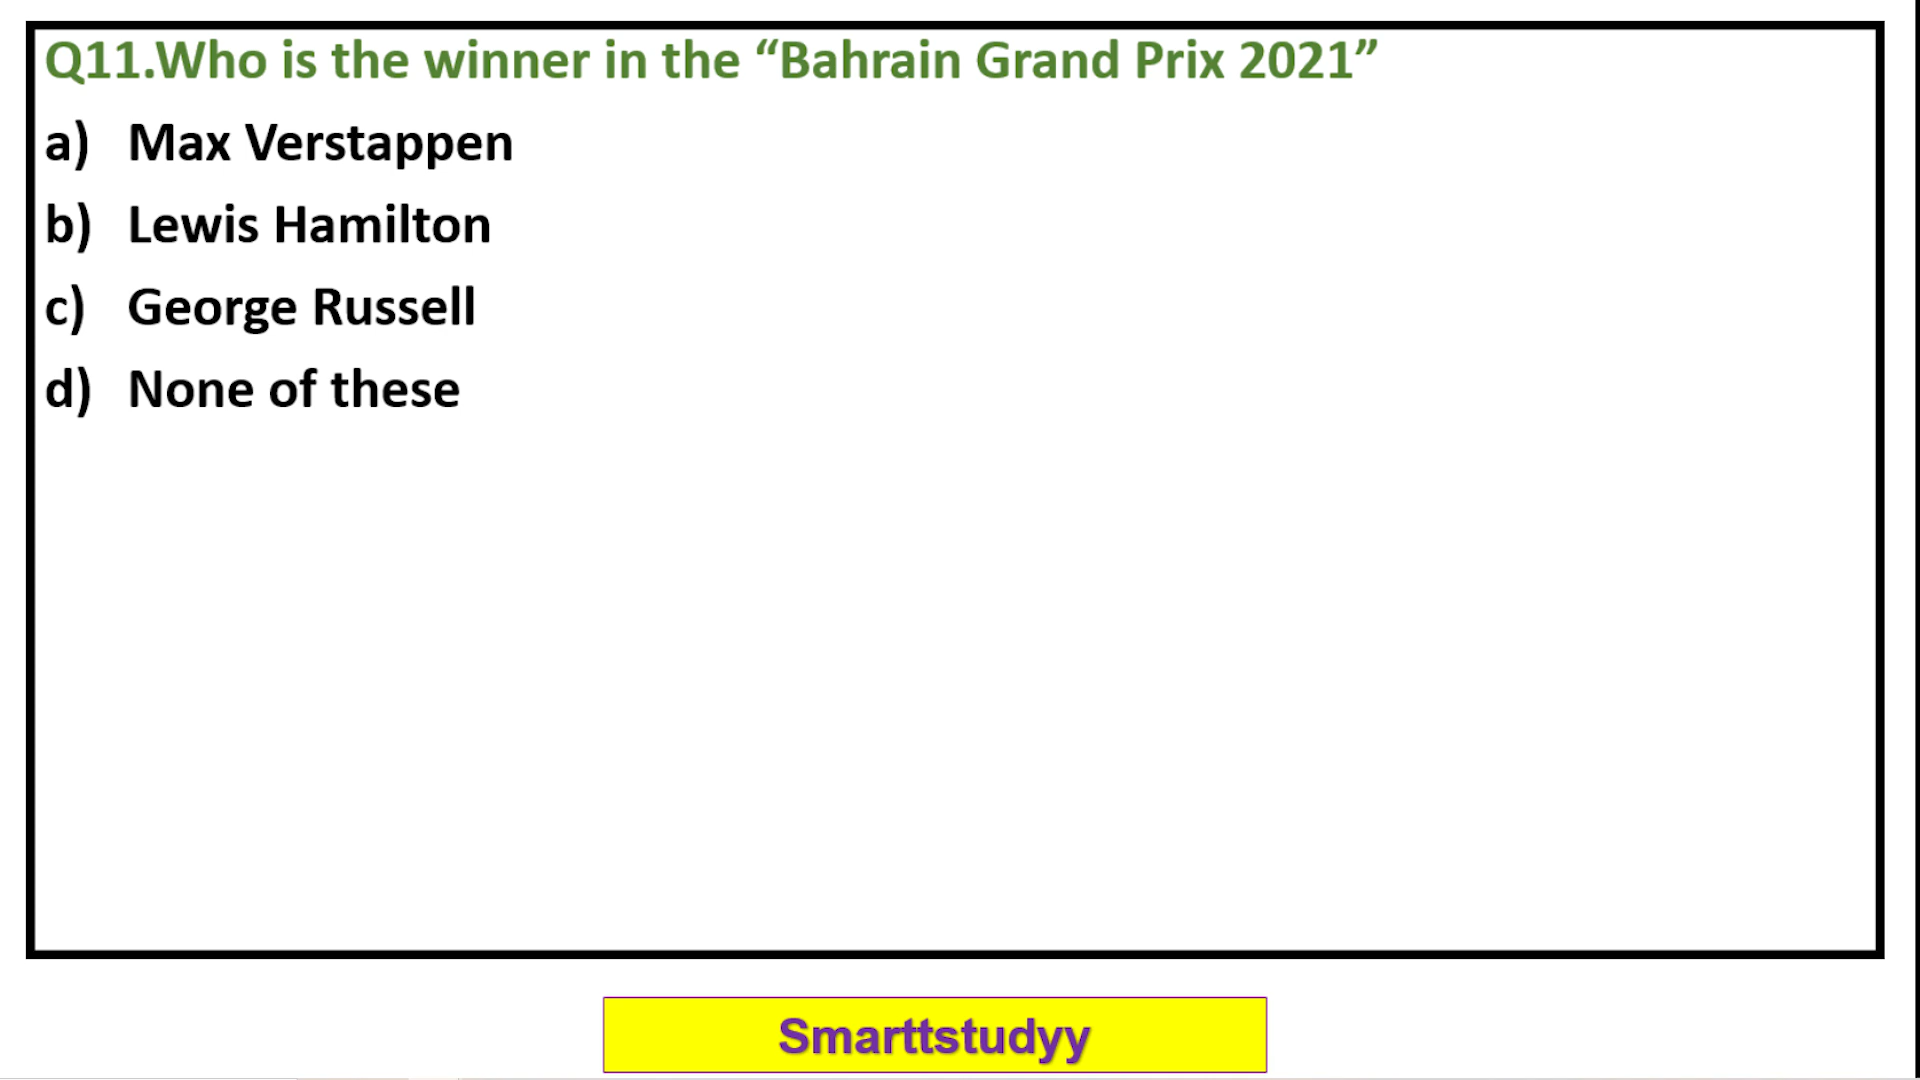 Q11.Who is the winner in the “Bahrain Grand Prix 2021”
a) Max Verstappen
b) Lewis Hamilton
c) George Russell
d) None of these
Smarttstudyy